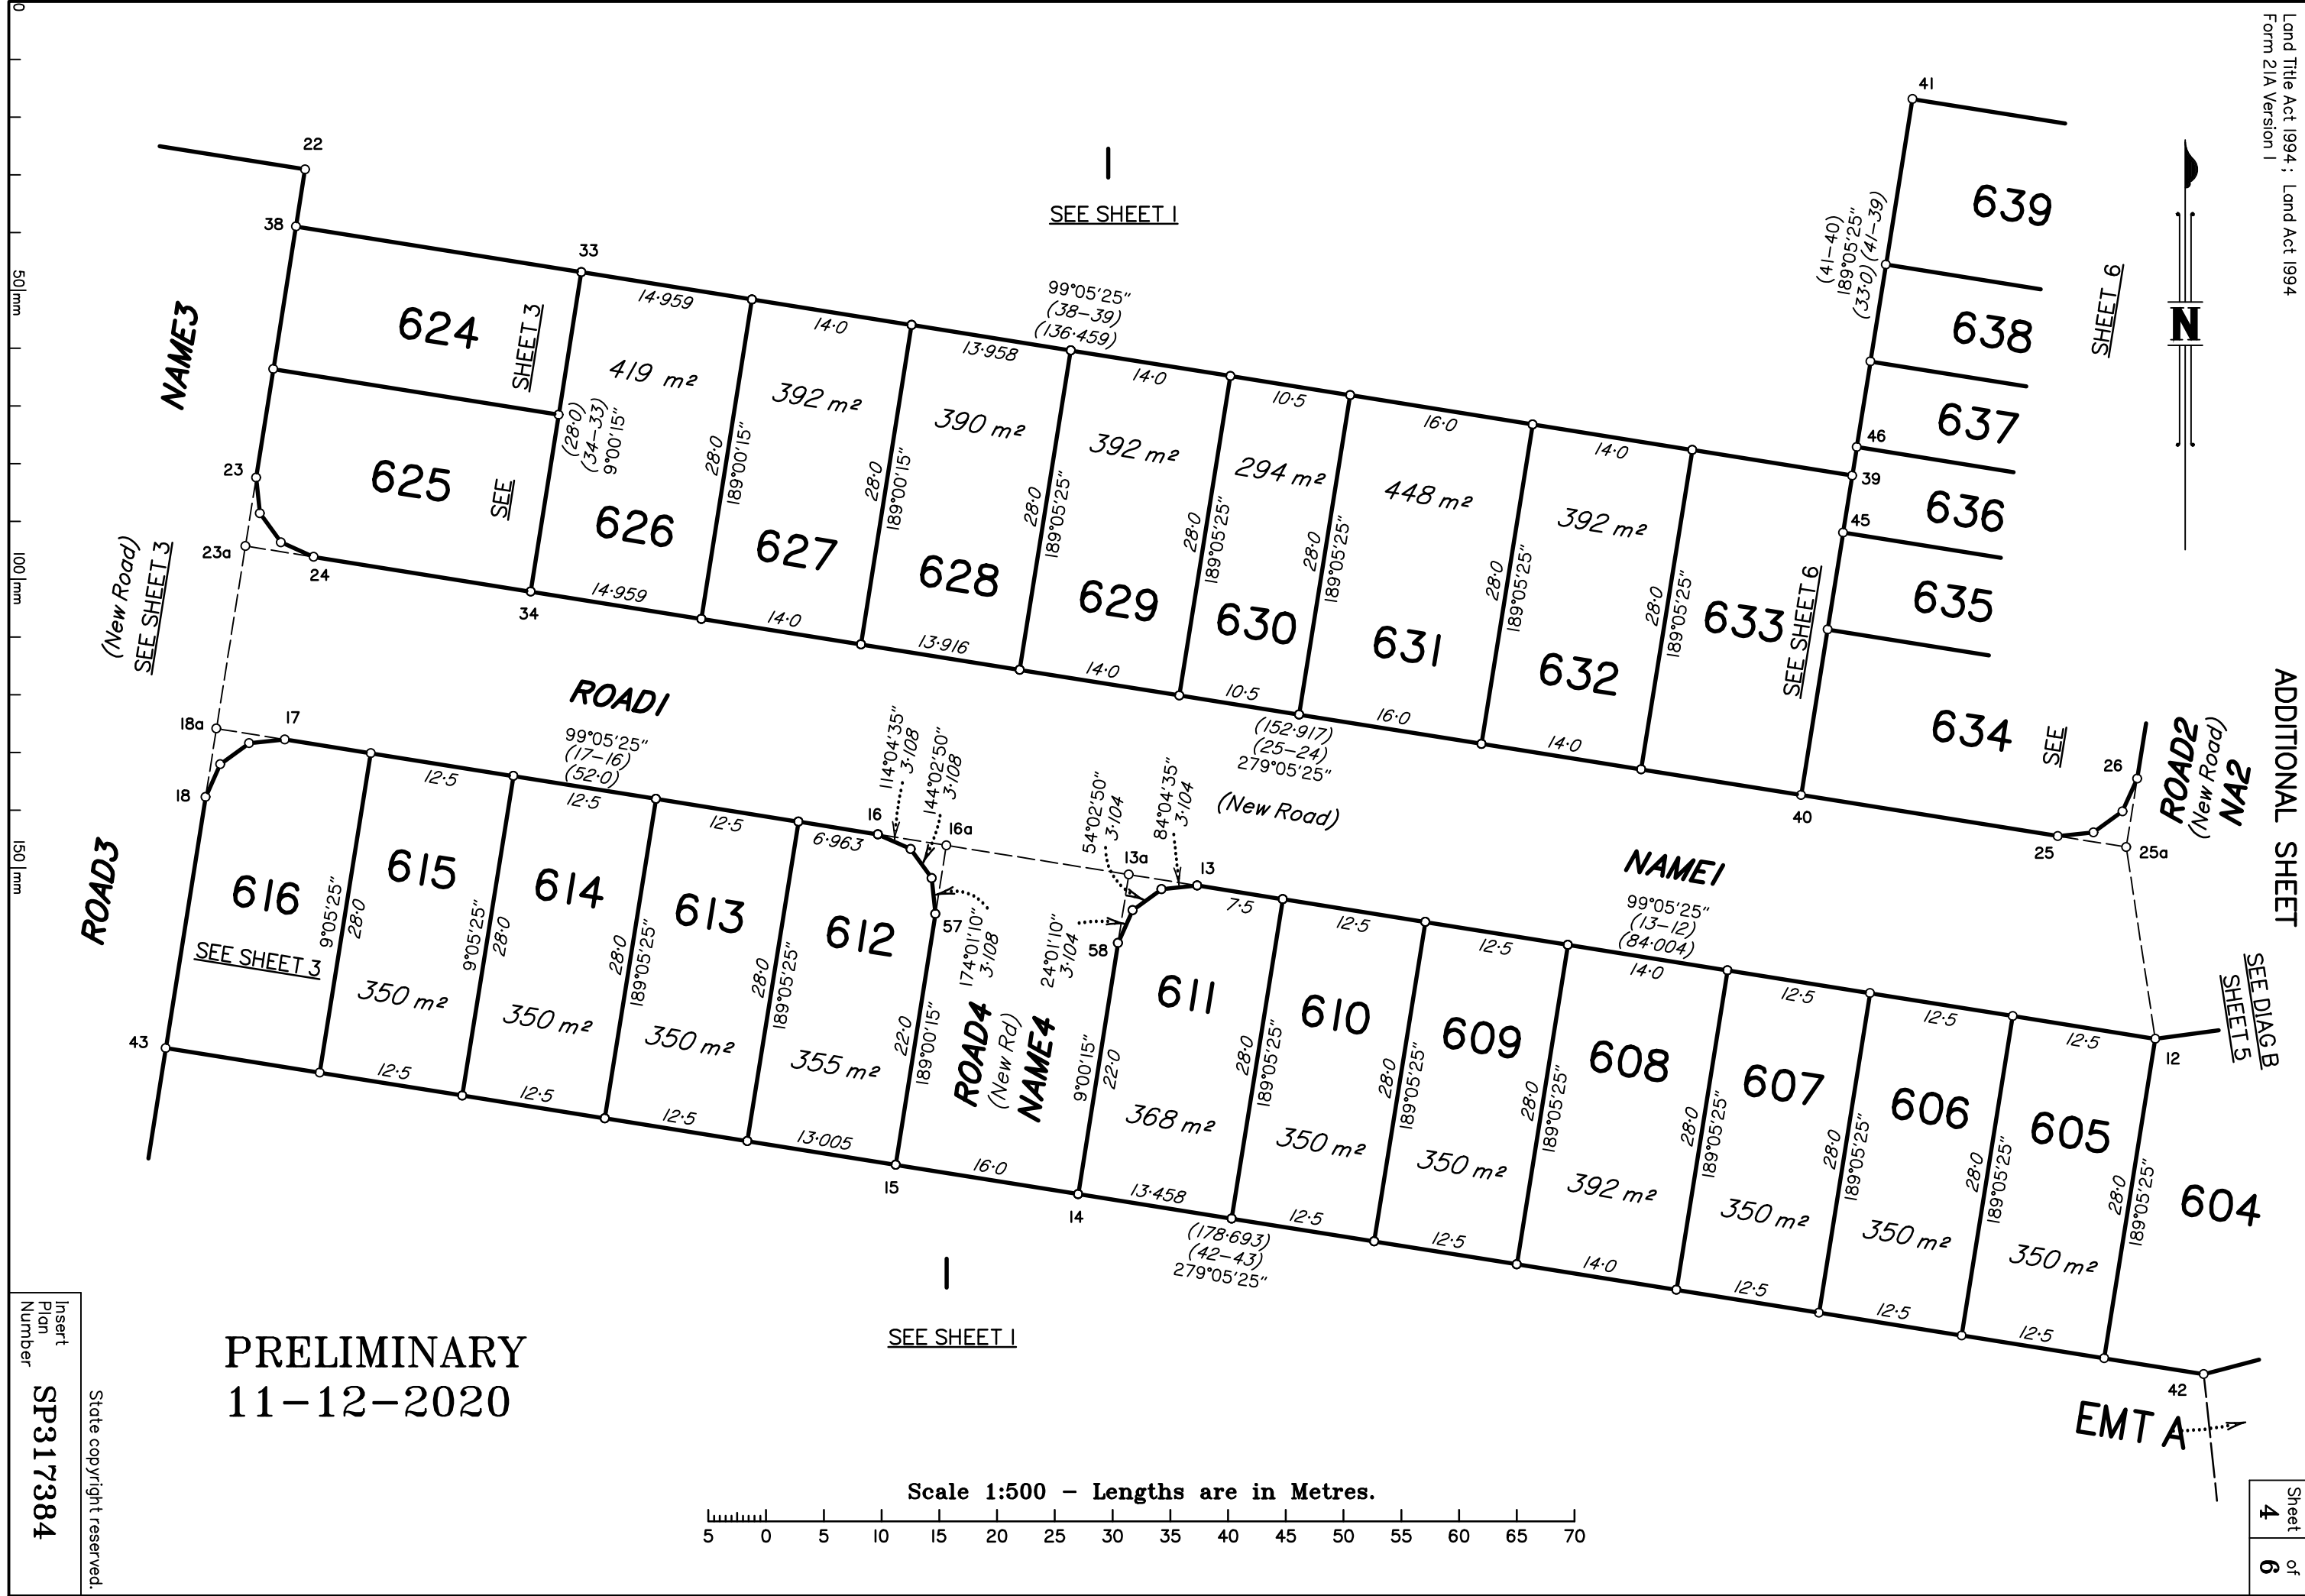 Land Title Act 1994 ; Land Act 1994
Form 21A Version 1
ADDITIONAL SHEET
Sheet 4 of 6
0
50 mm
100 mm
150 mm
N
41
639
638
637
636
635
634
46
39
45
(41–40)
189°05'25"
(33·0) (41–39)
SHEET 6
SEE
SEE SHEET 6
1
SEE SHEET 1
22
38
33
NAME3
624
SHEET 3
625
SEE
23
23a
24
34
(New Road)
SEE SHEET 3
99°05'25"
(38–39)
(136·459)
14·959
14·0
13·958
14·0
10·5
16·0
14·0
419 m²
392 m²
390 m²
392 m²
294 m²
448 m²
392 m²
(28·0)
(34–33)
9°00'15"
28·0
189°00'15"
28·0
189°00'15"
28·0
189°05'25"
28·0
189°05'25"
28·0
189°05'25"
28·0
189°05'25"
28·0
189°05'25"
626
627
628
629
630
631
632
633
14·959
14·0
13·916
14·0
10·5
16·0
14·0
(152·917)
(25–24)
279°05'25"
40
25
25a
26
ROAD2
(New Road)
NA2
18a
17
18
ROAD1
99°05'25"
(17–16)
(52·0)
12·5
12·5
12·5
6·963
16
16a
114°04'35"
3·108
144°02'50"
3·108
57
174°01'10"
3·108
54°02'50"
3·104
84°04'35"
3·104
13a
13
58
24°01'10"
3·104
(New Road)
NAME1
99°05'25"
(13–12)
(84·004)
7·5
12·5
12·5
14·0
12·5
12·5
12·5
12
SEE DIAG B
SHEET 5
ROAD3
616
SEE SHEET 3
43
9°05'25"
28·0
615
350 m²
9°05'25"
28·0
614
350 m²
28·0
189°05'25"
613
350 m²
28·0
189°05'25"
612
355 m²
22·0
189°00'15"
ROAD4
(New Rd)
NAME4
9°00'15"
22·0
611
368 m²
28·0
189°05'25"
610
350 m²
28·0
189°05'25"
609
350 m²
28·0
189°05'25"
608
392 m²
28·0
189°05'25"
607
350 m²
28·0
189°05'25"
606
350 m²
28·0
189°05'25"
605
350 m²
28·0
189°05'25"
604
12·5
12·5
12·5
13·005
15
16·0
14
13·458
12·5
12·5
14·0
12·5
12·5
12·5
42
(178·693)
(42–43)
279°05'25"
EMT A
1
SEE SHEET 1
PRELIMINARY
11–12–2020
Scale 1:500 – Lengths are in Metres.
5 0 5 10 15 20 25 30 35 40 45 50 55 60 65 70
State copyright reserved.
Insert
Plan
Number
SP317384